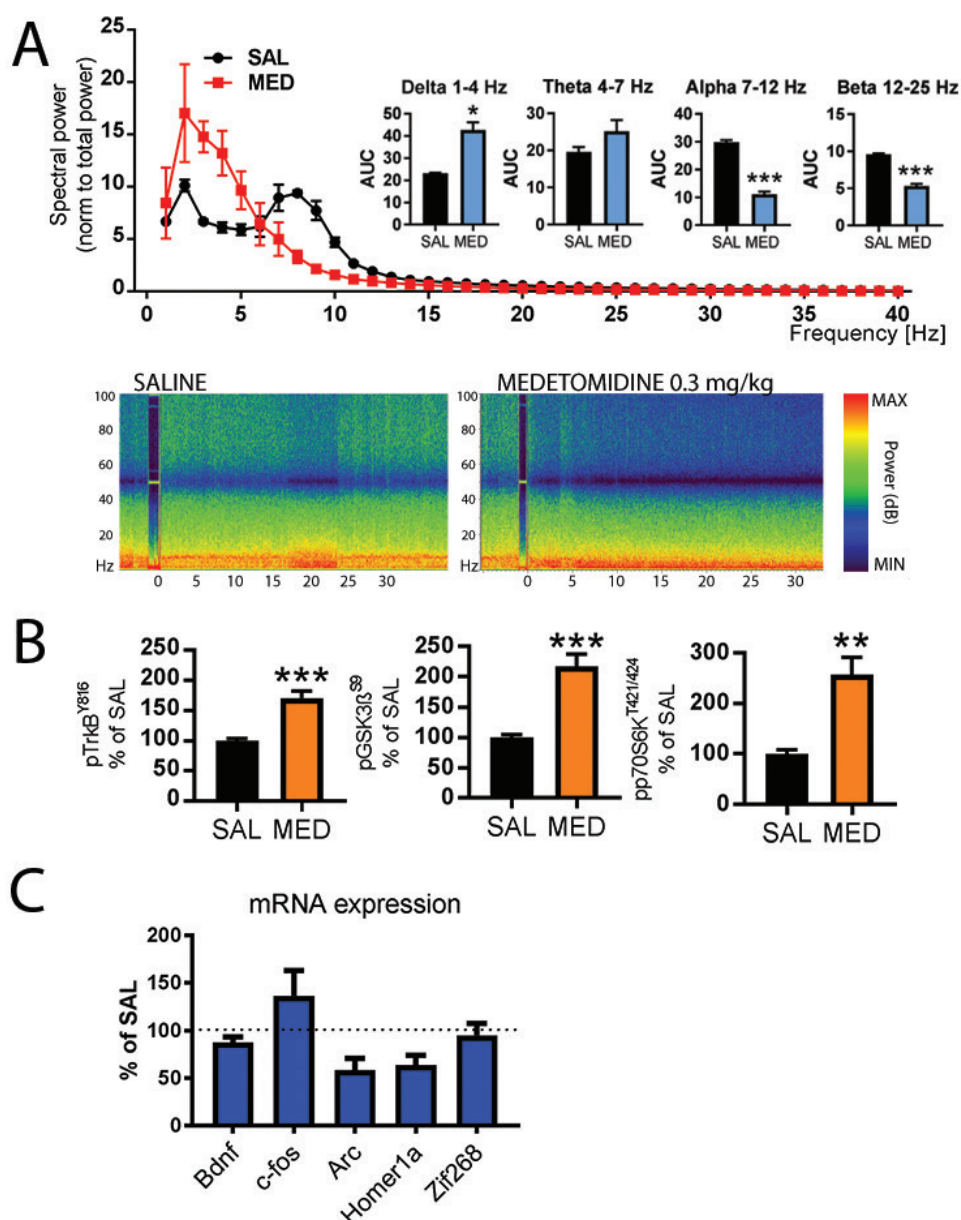 A
SAL
MED
Spectral power
(norm to total power)
25
20
15
10
5
0
0 5 10 15 20 25 30 35 40
Frequency [Hz]
Delta 1-4 Hz
*
AUC
50
40
30
20
10
0
SAL MED
Theta 4-7 Hz
AUC
30
20
10
0
SAL MED
Alpha 7-12 Hz
***
AUC
40
30
20
10
0
SAL MED
Beta 12-25 Hz
***
AUC
15
10
5
0
SAL MED
SALINE
100
80
60
40
20
Hz
0 5 10 15 20 25 30
MEDETOMIDINE 0.3 mg/kg
100
80
60
40
20
Hz
0 5 10 15 20 25 30
MAX
Power (dB)
MIN
B
pTrkBY816
% of SAL
250
200
150
100
50
0
***
SAL MED
pGSK3ßS9
% of SAL
250
200
150
100
50
0
***
SAL MED
pp70S6KT421/424
% of SAL
300
200
100
0
**
SAL MED
C
mRNA expression
% of SAL
200
150
100
50
0
Bdnf
c-fos
Arc
Homer1a
Zif268